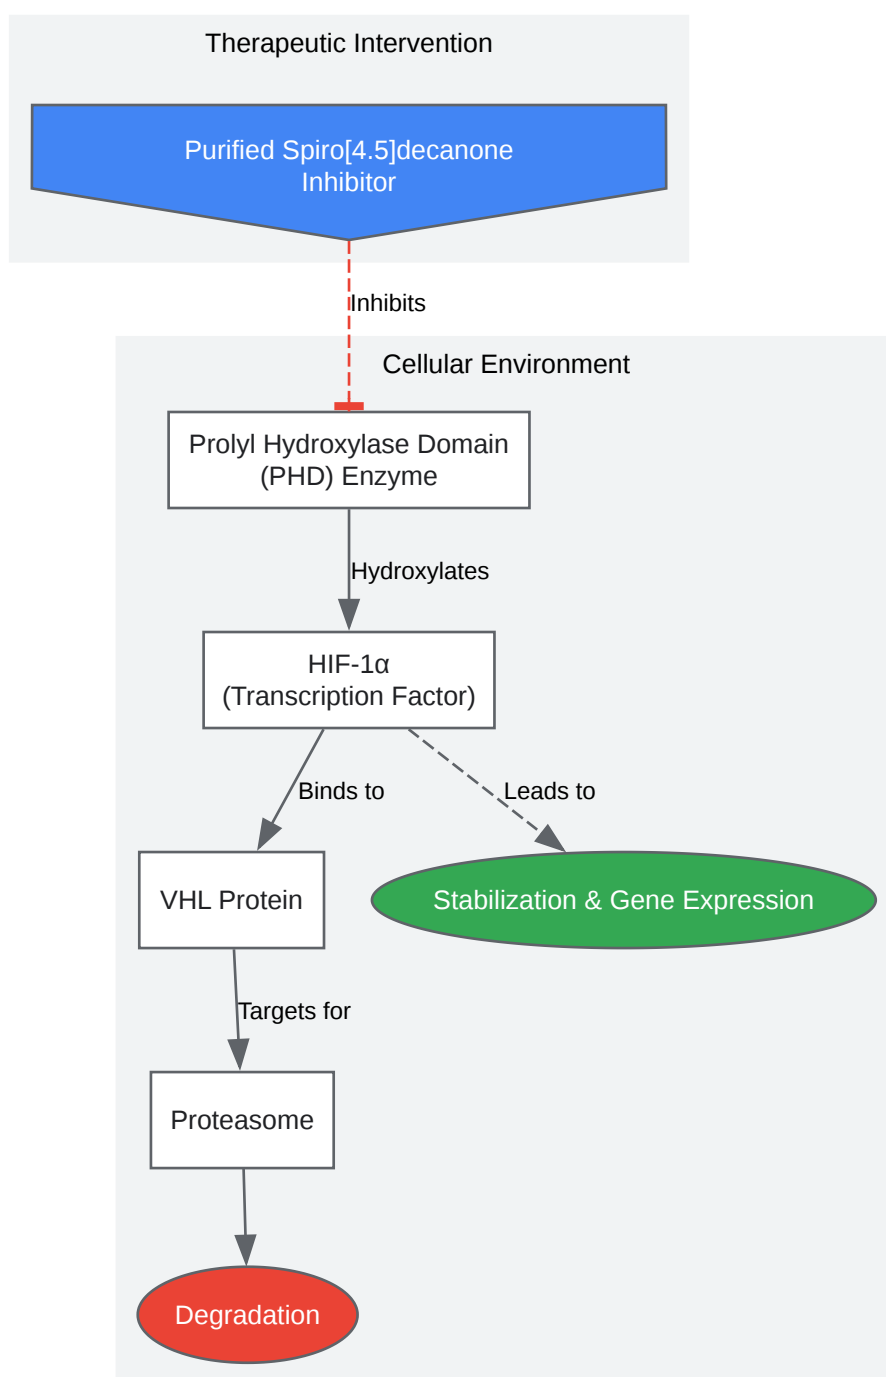 Therapeutic Intervention
Purified Spiro[4.5]decanone
Inhibitor
Inhibits
Cellular Environment
Prolyl Hydroxylase Domain
(PHD) Enzyme
Hydroxylates
HIF-1α
(Transcription Factor)
Binds to
Leads to
VHL Protein
Stabilization & Gene Expression
Targets for
Proteasome
Degradation